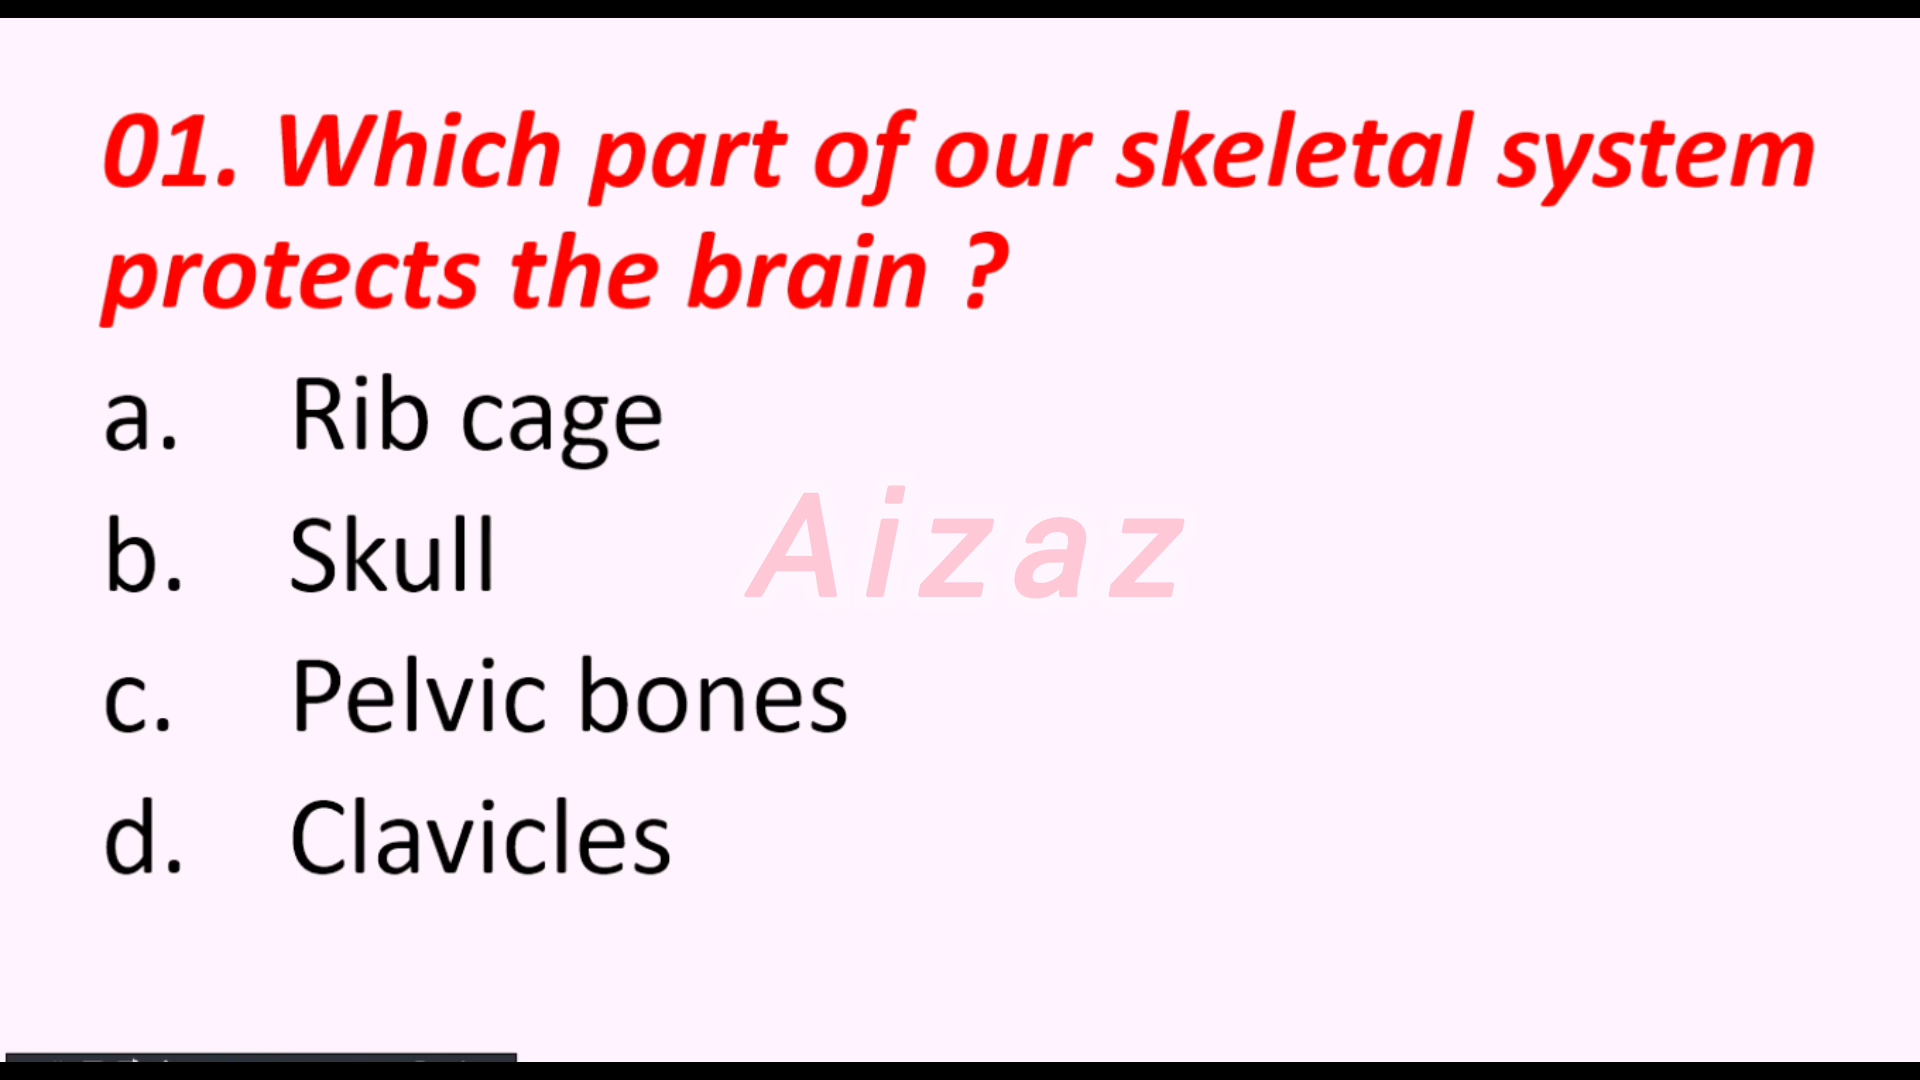 01. Which part of our skeletal system
protects the brain ?
a. Rib cage
b. Skull
Aizaz
c. Pelvic bones
d. Clavicles